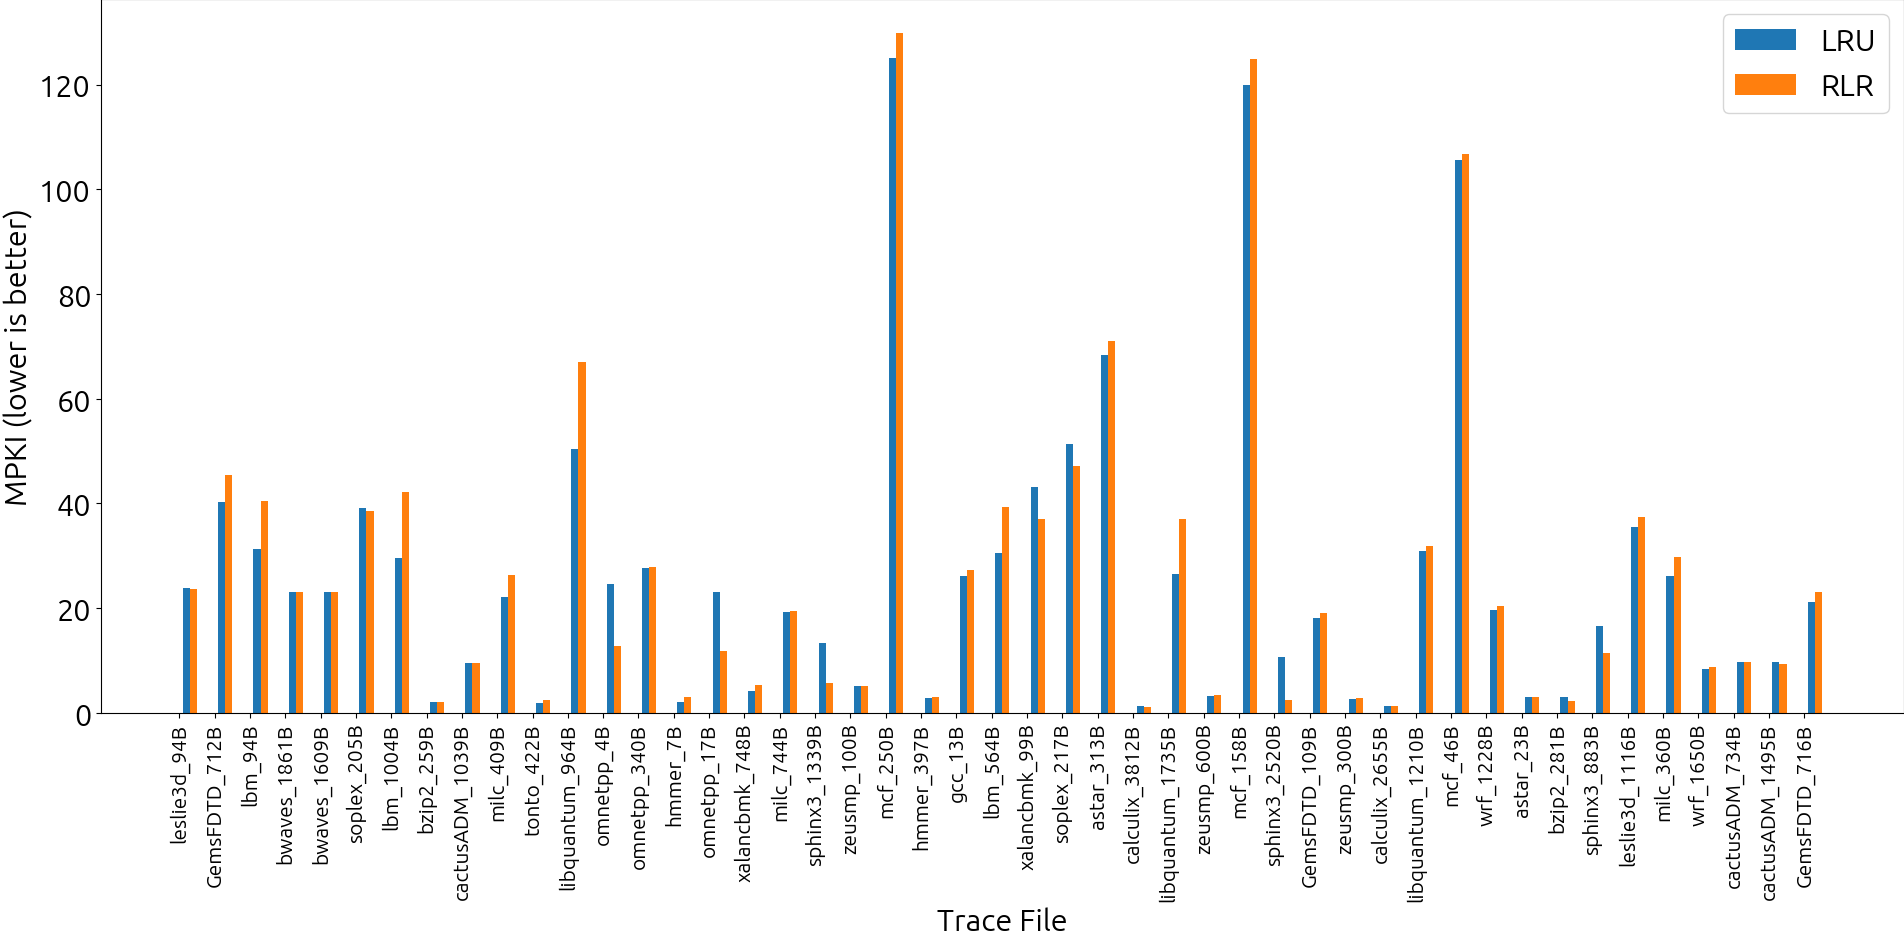 LRU
RLR
MPKI (lower is better)
120
100
80
60
40
20
0
leslie3d_94B
GemsFDTD_712B
lbm_94B
bwaves_1861B
bwaves_1609B
soplex_205B
lbm_1004B
bzip2_259B
cactusADM_1039B
milc_409B
tonto_422B
libquantum_964B
omnetpp_4B
omnetpp_340B
hmmer_7B
omnetpp_17B
xalancbmk_748B
milc_744B
sphinx3_1339B
zeusmp_100B
mcf_250B
hmmer_397B
gcc_13B
lbm_564B
xalancbmk_99B
soplex_217B
astar_313B
calculix_3812B
libquantum_1735B
zeusmp_600B
mcf_158B
sphinx3_2520B
GemsFDTD_109B
zeusmp_300B
calculix_2655B
libquantum_1210B
mcf_46B
wrf_1228B
astar_23B
bzip2_281B
sphinx3_883B
leslie3d_1116B
milc_360B
wrf_1650B
cactusADM_734B
cactusADM_1495B
GemsFDTD_716B
Trace File